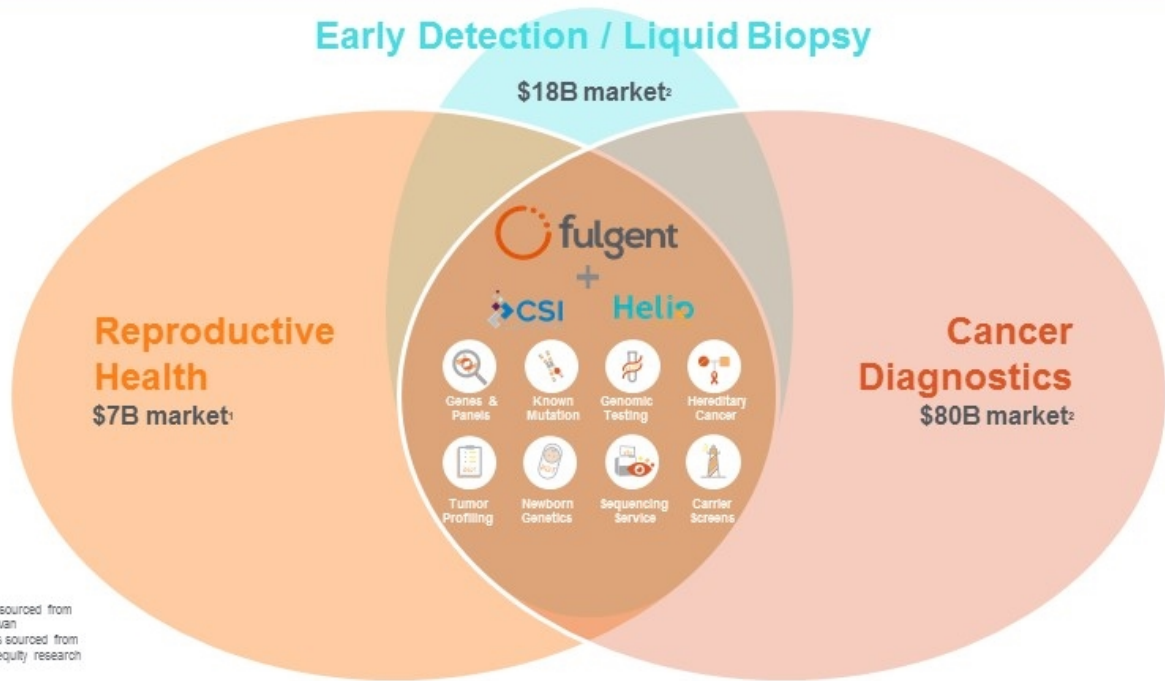 Early Detection / Liquid Biopsy
$18B market²
fulgent
+
CSI
Helio
Reproductive
Health
$7B market¹
Cancer
Diagnostics
$80B market²
Genes &
Panels
Known
Mutation
Genomic
Testing
Hereditary
Cancer
Tumor
Profiling
Newborn
Genetics
Sequencing
Service
Carrier
Screens
sourced from
sourced from
equity research